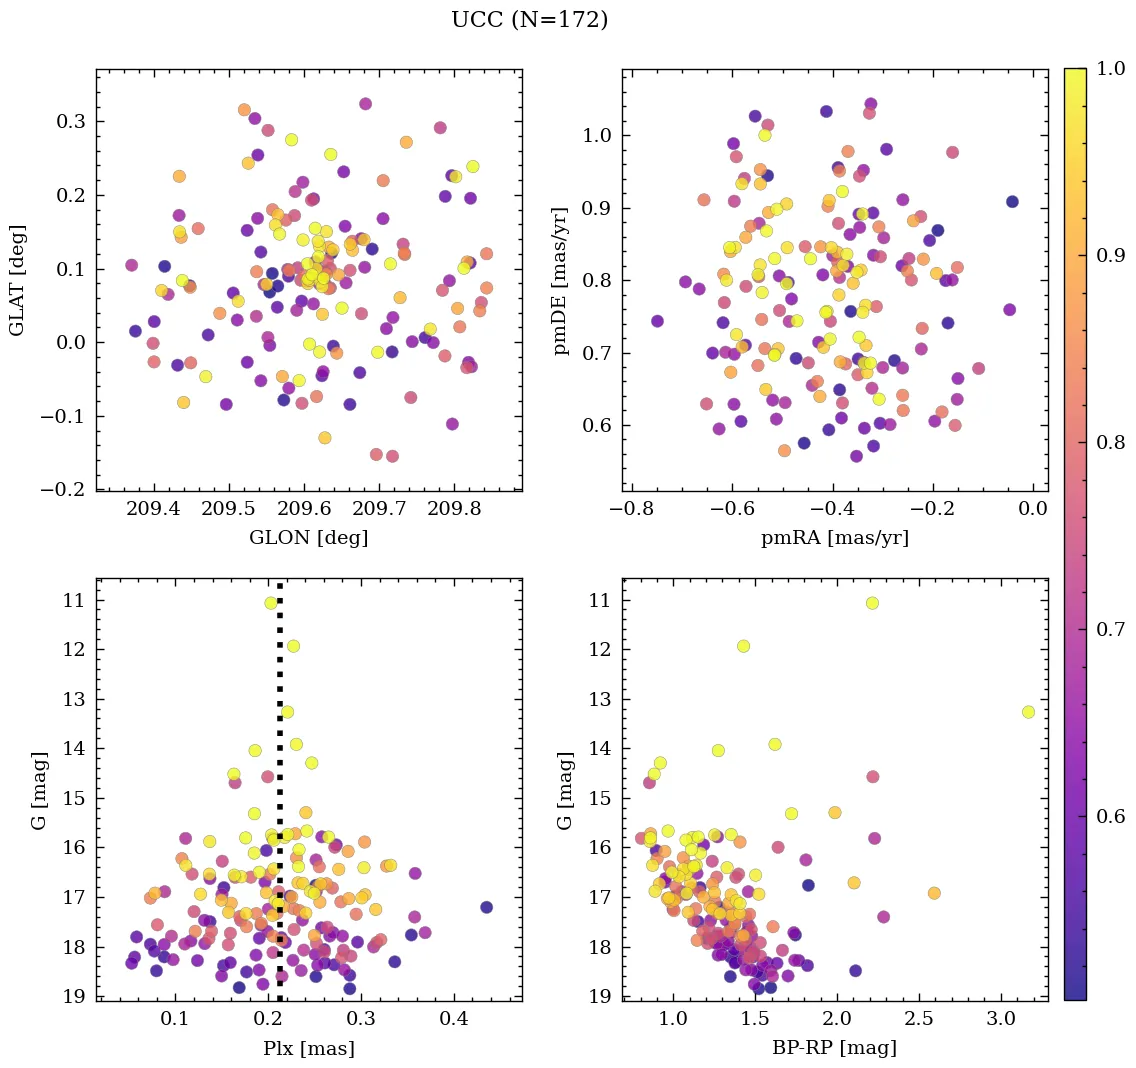 UCC (N=172)
0.3
0.2
0.1
0.0
−0.1
−0.2
GLAT [deg]
209.4 209.5 209.6 209.7 209.8
GLON [deg]
1.0
0.9
0.8
0.7
0.6
pmDE [mas/yr]
−0.8 −0.6 −0.4 −0.2 0.0
pmRA [mas/yr]
11
12
13
14
15
16
17
18
19
G [mag]
0.1 0.2 0.3 0.4
Plx [mas]
11
12
13
14
15
16
17
18
19
G [mag]
1.0 1.5 2.0 2.5 3.0
BP-RP [mag]
1.0
0.9
0.8
0.7
0.6